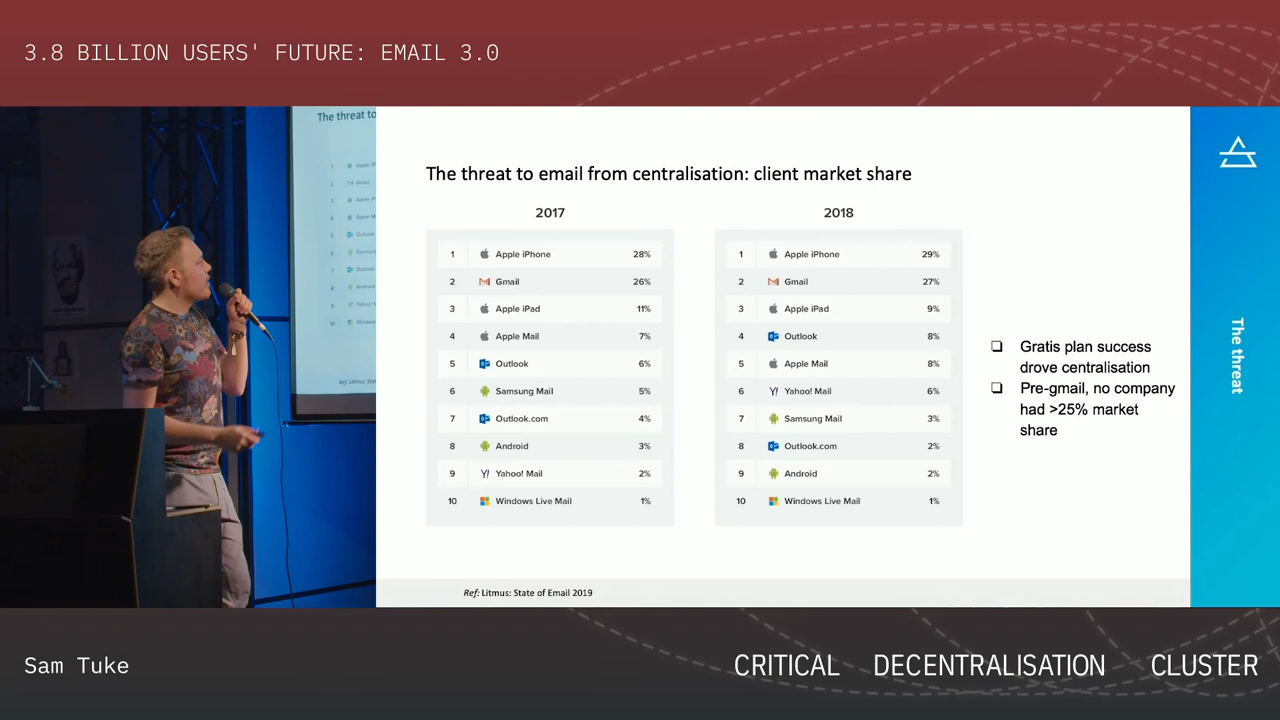 3.8 BILLION USERS' FUTURE: EMAIL 3.0
The threat to
The threat to email from centralisation: client market share
2017
1 Apple iPhone 28%
2 Gmail 26%
3 Apple iPad 11%
4 Apple Mail 7%
5 Outlook 6%
6 Samsung Mail 5%
7 Outlook.com 4%
8 Android 3%
9 Yahoo! Mail 2%
10 Windows Live Mail 1%
2018
1 Apple iPhone 29%
2 Gmail 27%
3 Apple iPad 9%
4 Outlook 8%
5 Apple Mail 8%
6 Yahoo! Mail 6%
7 Samsung Mail 3%
8 Outlook.com 2%
9 Android 2%
10 Windows Live Mail 1%
Gratis plan success
drove centralisation
Pre-gmail, no company
had >25% market
share
The threat
Ref: Litmus: State of Email 2019
Sam Tuke
CRITICAL DECENTRALISATION CLUSTER